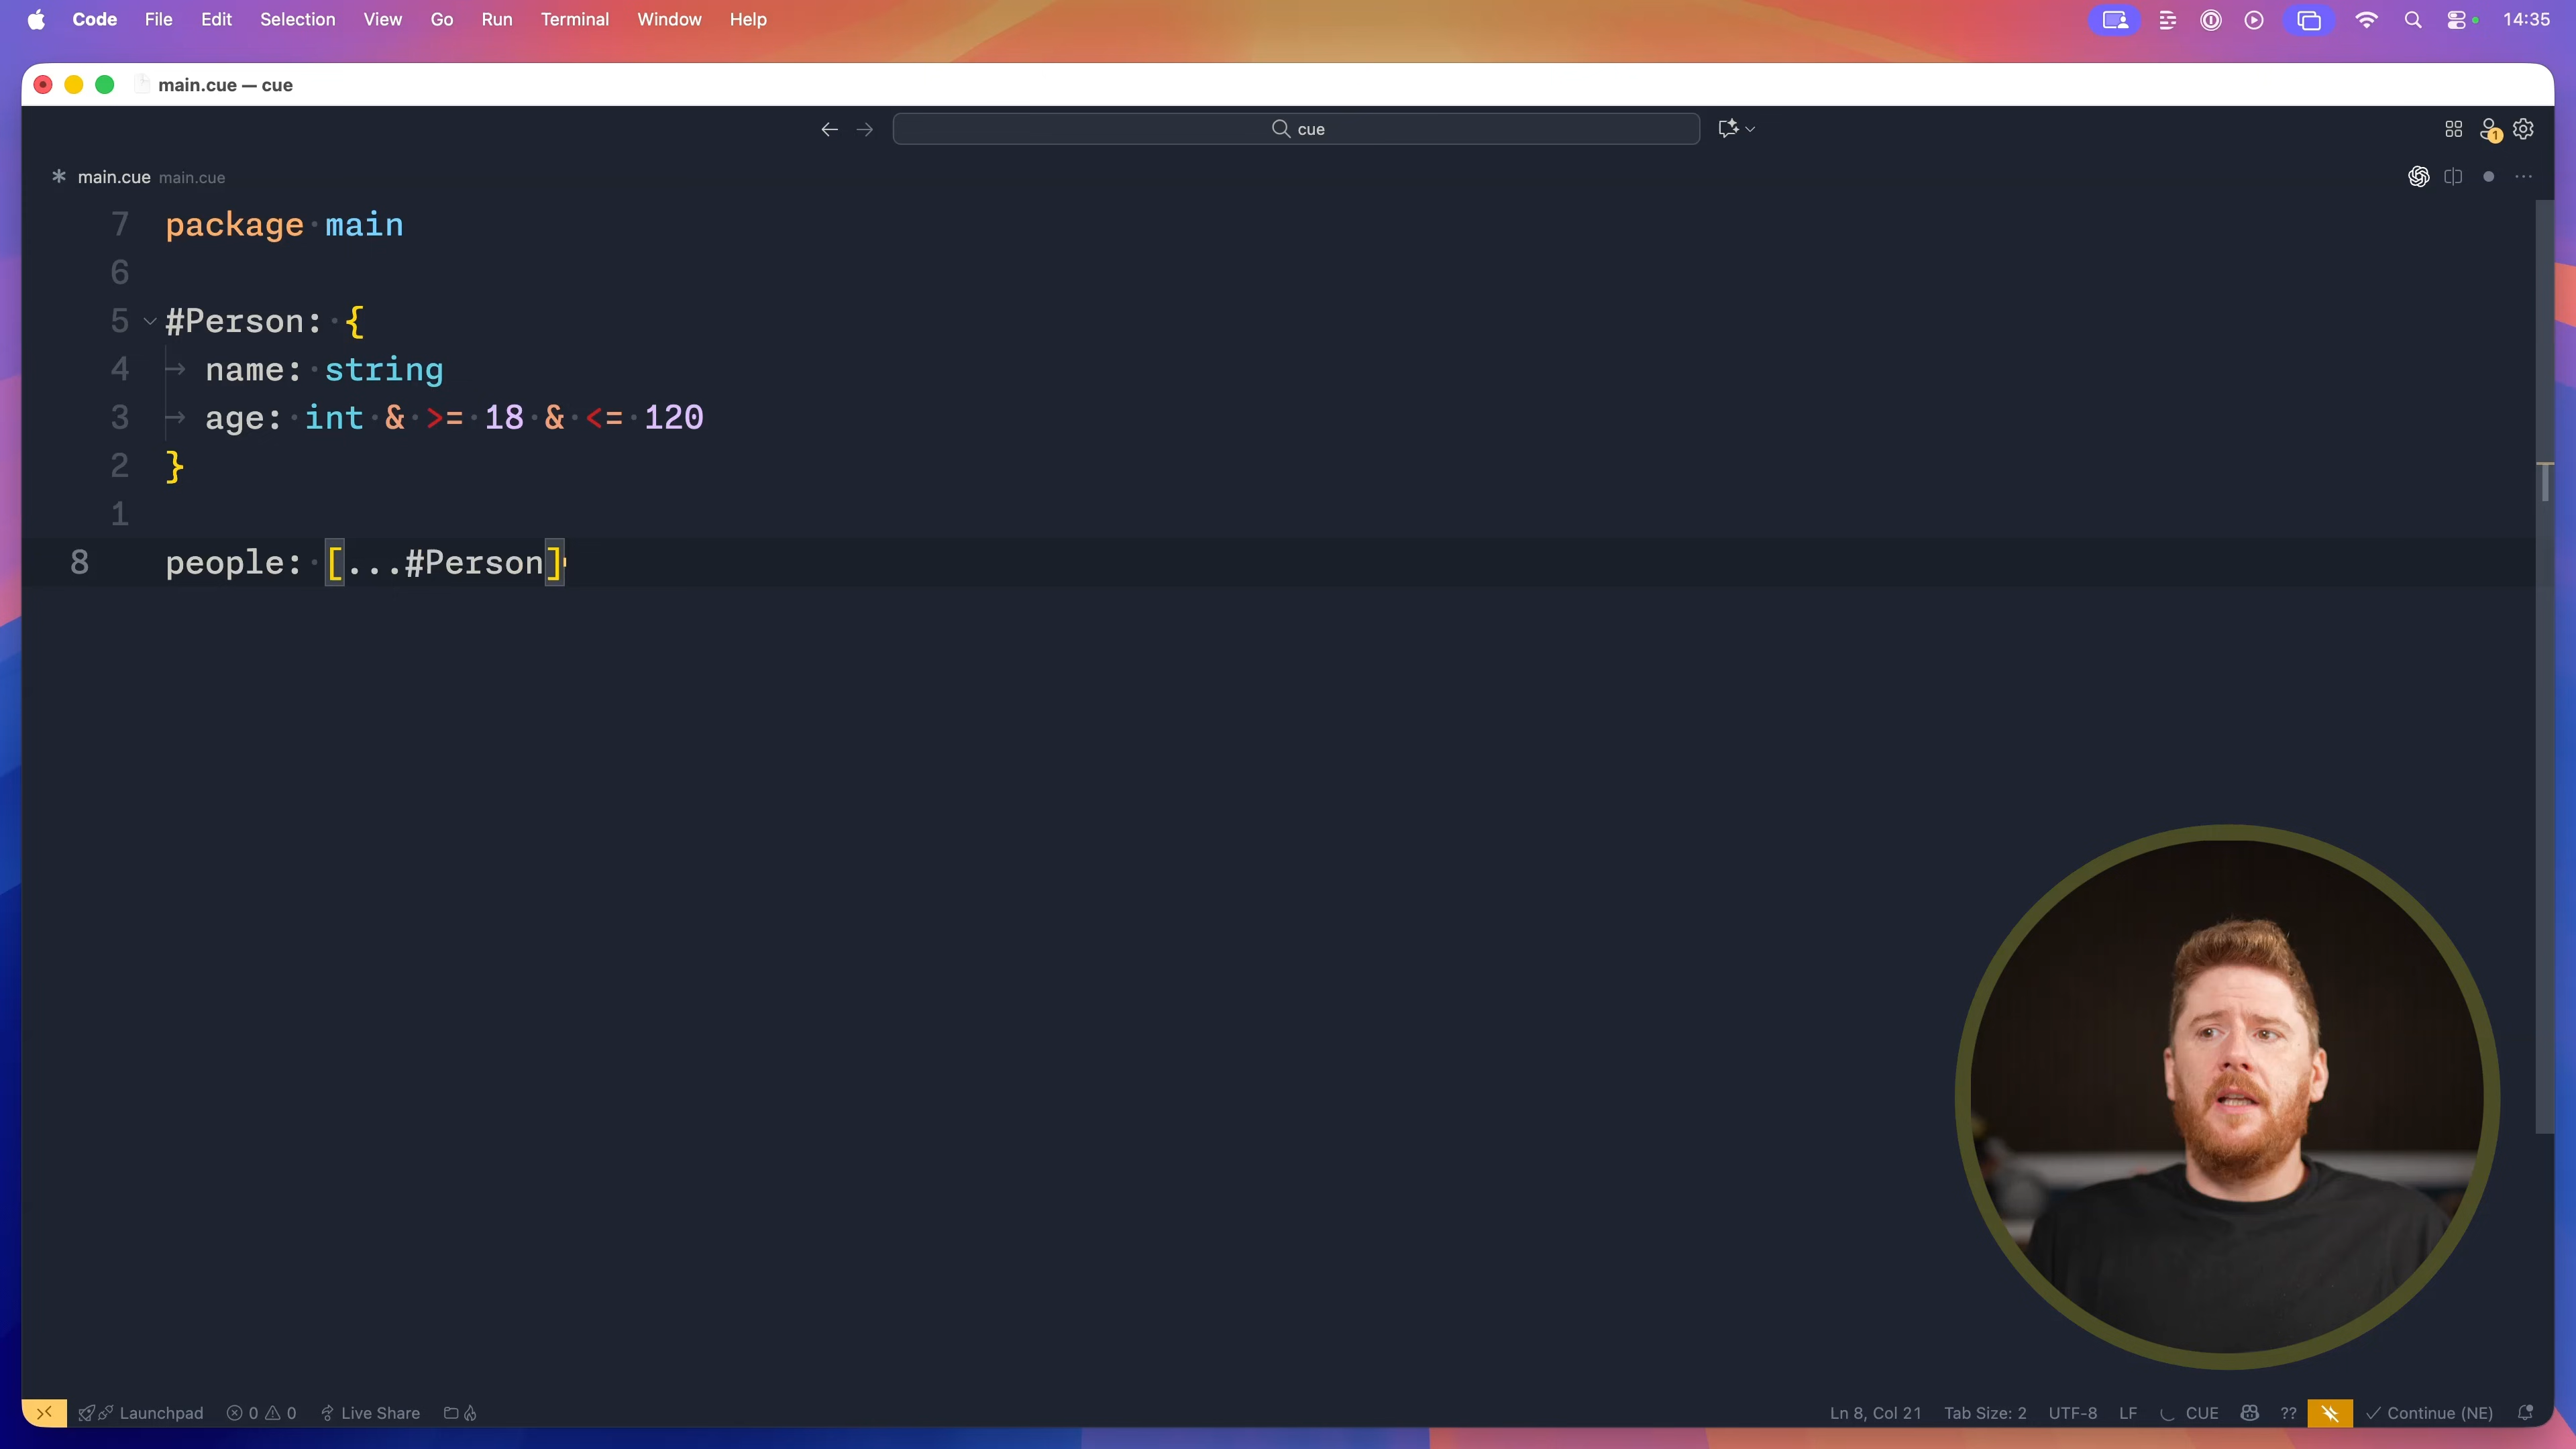 Code File Edit Selection View Go Run Terminal Window Help 14:35
main.cue — cue
cue
1
main.cue main.cue
7 package main
6
5 #Person: {
4 name: string
3 age: int & >= 18 & <= 120
2 }
1
8 people: [...#Person]
Launchpad 0 0 Live Share Ln 8, Col 21 Tab Size: 2 UTF-8 LF CUE ?? Continue (NE)